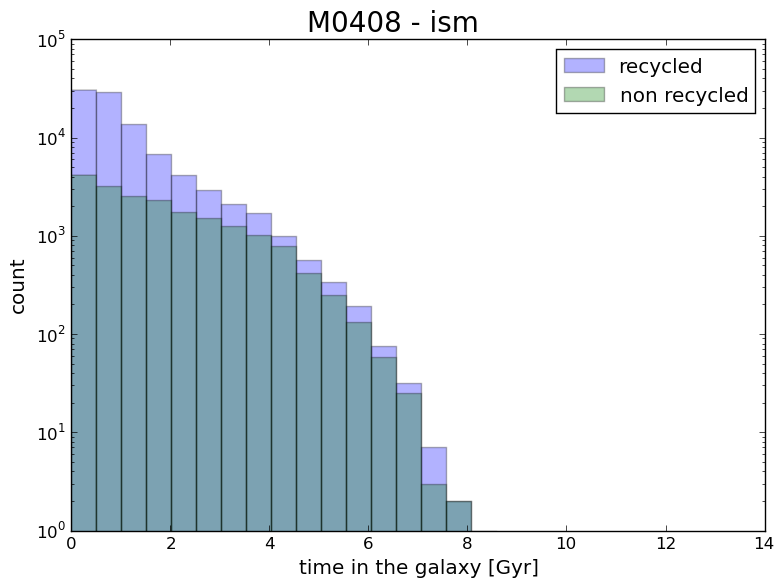 M0408 - ism
recycled
non recycled
10^5
10^4
10^3
10^2
10^1
10^0
count
0 2 4 6 8 10 12 14
time in the galaxy [Gyr]